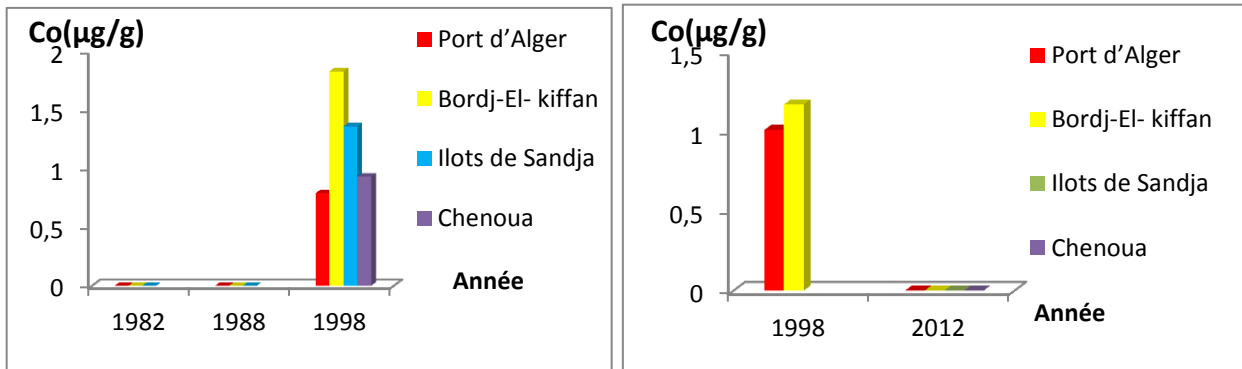 Co(µg/g)
2
1,5
1
0,5
0
1982 1988 1998
Année
Port d’Alger
Bordj-El- kiffan
Ilots de Sandja
Chenoua
Co(µg/g)
1,5
1
0,5
0
1998 2012
Année
Port d’Alger
Bordj-El- kiffan
Ilots de Sandja
Chenoua